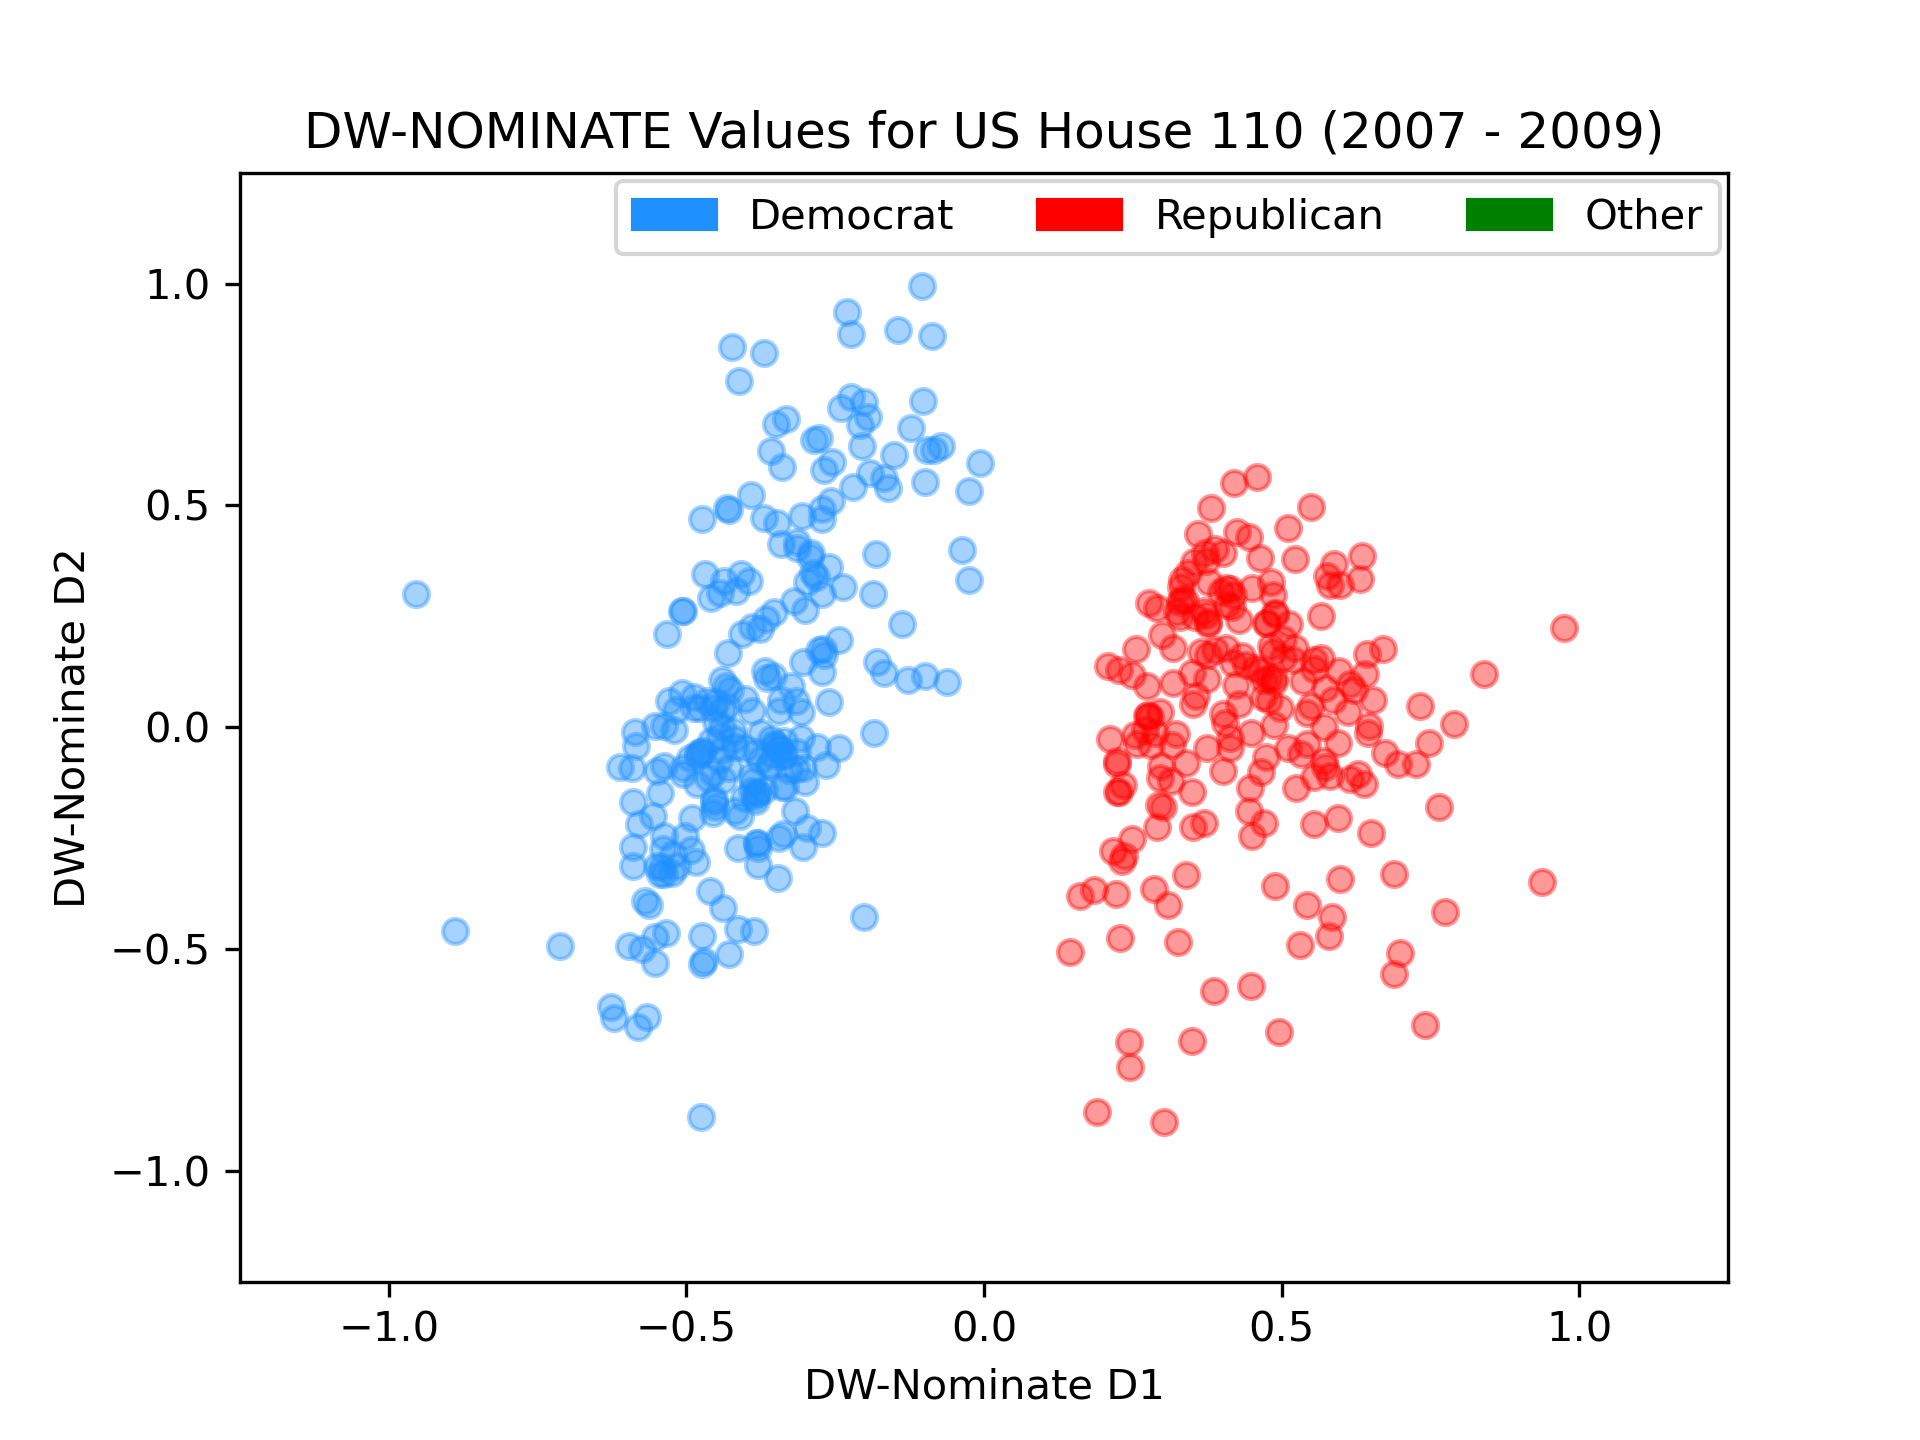 DW-NOMINATE Values for US House 110 (2007 - 2009)
Democrat Republican Other
1.0
0.5
0.0
−0.5
−1.0
DW-Nominate D2
−1.0 −0.5 0.0 0.5 1.0
DW-Nominate D1